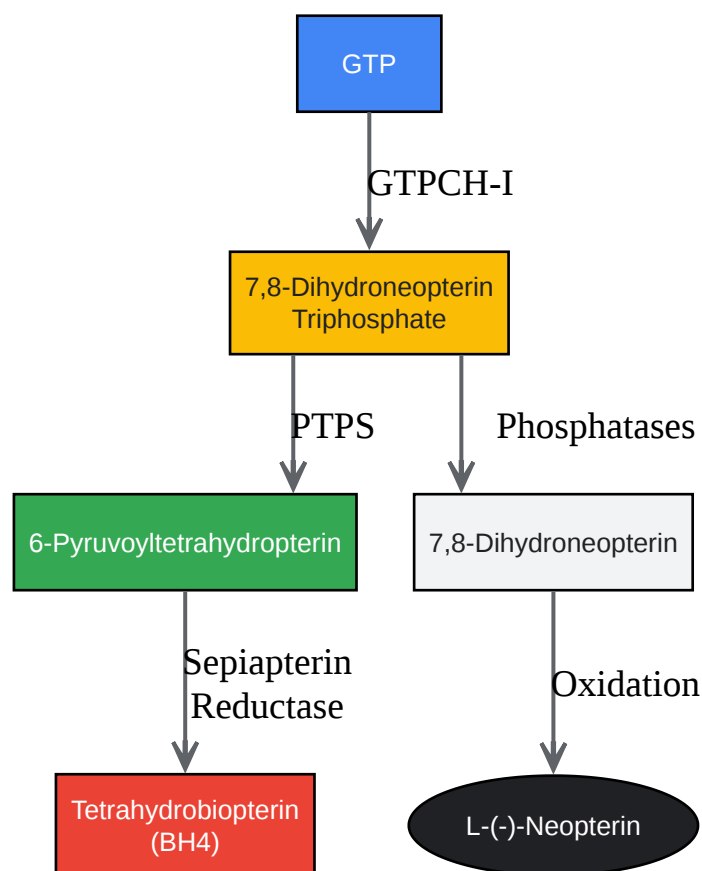 GTP
GTPCH-I
7,8-Dihydroneopterin
Triphosphate
PTPS
Phosphatases
6-Pyruvoyltetrahydropterin
7,8-Dihydroneopterin
Sepiapterin
Reductase
Oxidation
Tetrahydrobiopterin
(BH4)
L-(-)-Neopterin